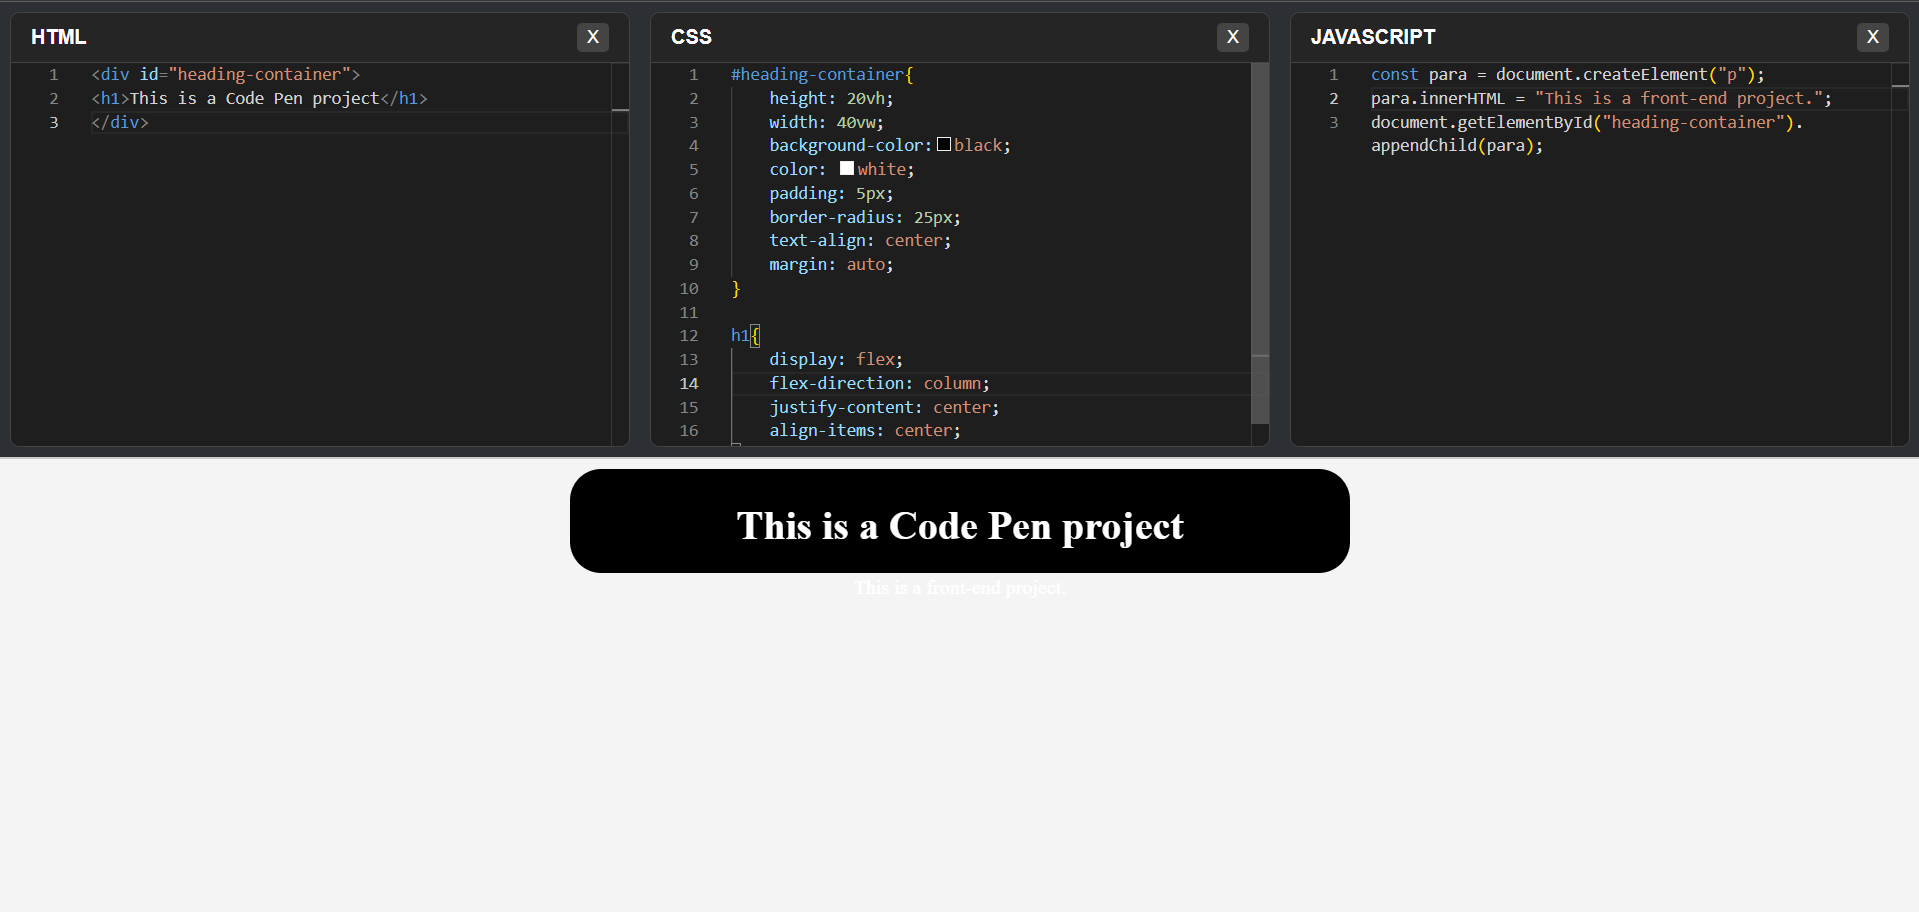 HTML X
1 <div id="heading-container">
2 <h1>This is a Code Pen project</h1>
3 </div>
CSS X
1 #heading-container{
2 height: 20vh;
3 width: 40vw;
4 background-color: black;
5 color: white;
6 padding: 5px;
7 border-radius: 25px;
8 text-align: center;
9 margin: auto;
10 }
11
12 h1{
13 display: flex;
14 flex-direction: column;
15 justify-content: center;
16 align-items: center;
JAVASCRIPT X
1 const para = document.createElement("p");
2 para.innerHTML = "This is a front-end project.";
3 document.getElementById("heading-container").
appendChild(para);
This is a Code Pen project
This is a front-end project.